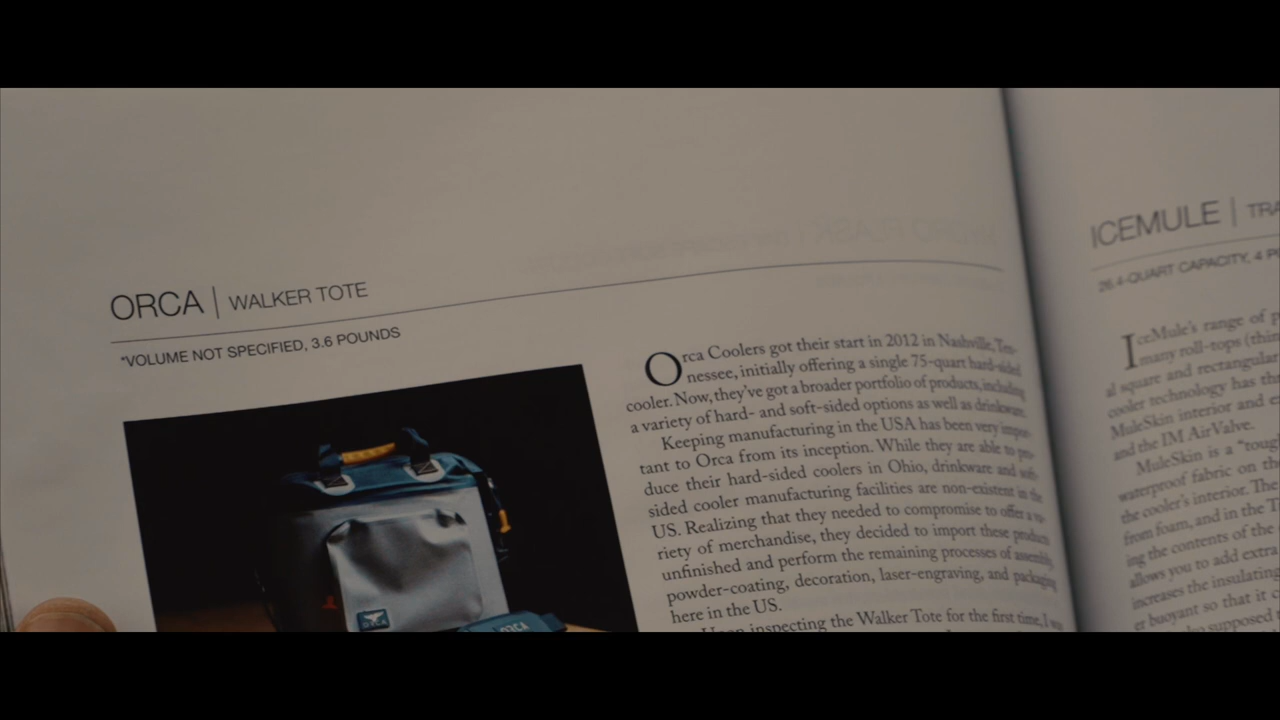 ORCA | WALKER TOTE
*VOLUME NOT SPECIFIED, 3.6 POUNDS
Orca Coolers got their start in 2012 in Nashville, Ten-
nessee, initially offering a single 75-quart hard-sided
cooler. Now, they've got a broader portfolio of products, including
a variety of hard- and soft-sided options as well as drinkware.
Keeping manufacturing in the USA has been very impor-
tant to Orca from its inception. While they are able to pro-
duce their hard-sided coolers in Ohio, drinkware and soft-
sided cooler manufacturing facilities are non-existent in the
US. Realizing that they needed to compromise to offer a va-
riety of merchandise, they decided to import these products
unfinished and perform the remaining processes of assembly,
powder-coating, decoration, laser-engraving, and packaging
here in the US.
Upon inspecting the Walker Tote for the first time, I was
ORCA
ORCA
ICEMULE | TRA
26.4-QUART CAPACITY, 4 P
IceMule's range of p
many roll-tops (thin
al square and rectangular
cooler technology has th
MuleSkin interior and e
and the IM AirValve.
MuleSkin is a "toug
waterproof fabric on th
the cooler's interior. The
from foam, and in the T
ing the contents of the
allows you to add extra
increases the insulating
er buoyant so that it c
also supposed